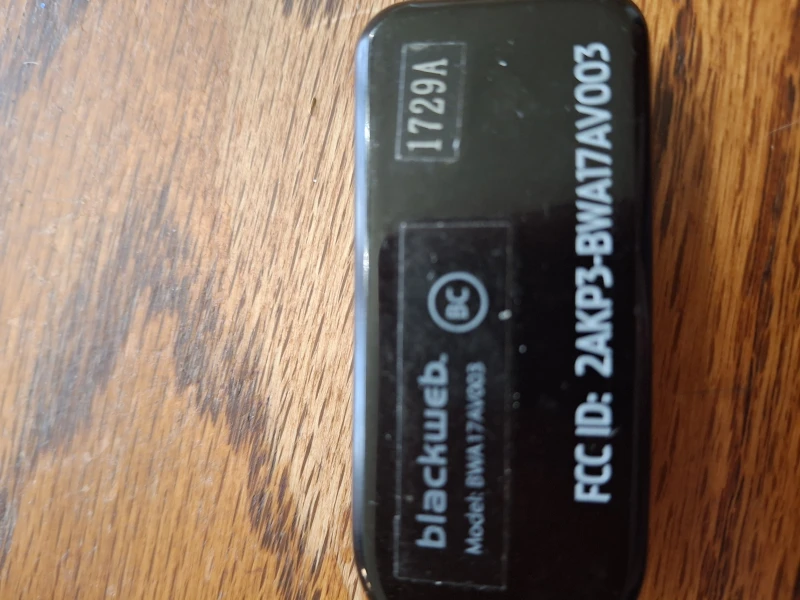 blackweb.
Model: BWA17AV003
BC
1729A
FCC ID: 2AKP3-BWA17AV003